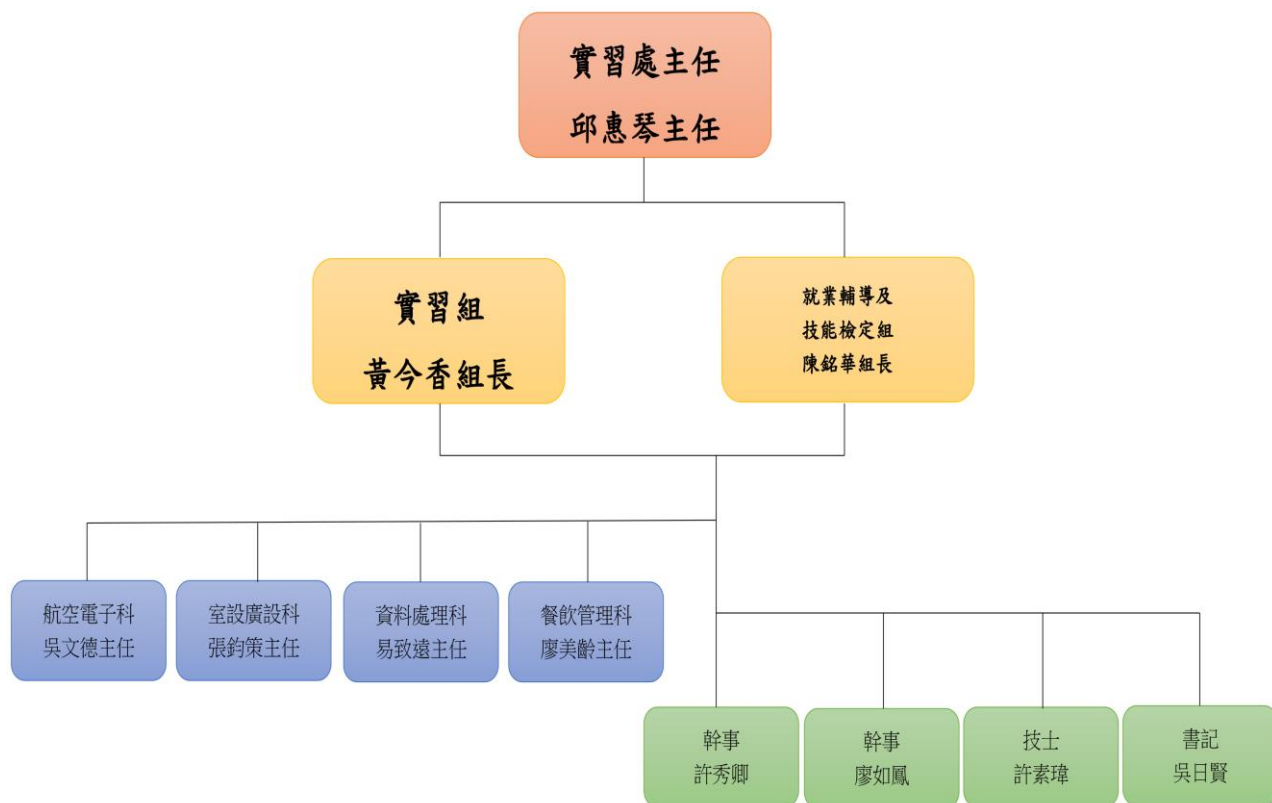 實習處主任
邱惠琴主任
實習組
黃今香組長
就業輔導及
技能檢定組
陳銘華組長
航空電子科
吳文德主任
室設廣設科
張鈞策主任
資料處理科
易致遠主任
餐飲管理科
廖美齡主任
幹事
許秀卿
幹事
廖如鳳
技士
許素瑋
書記
吳日賢